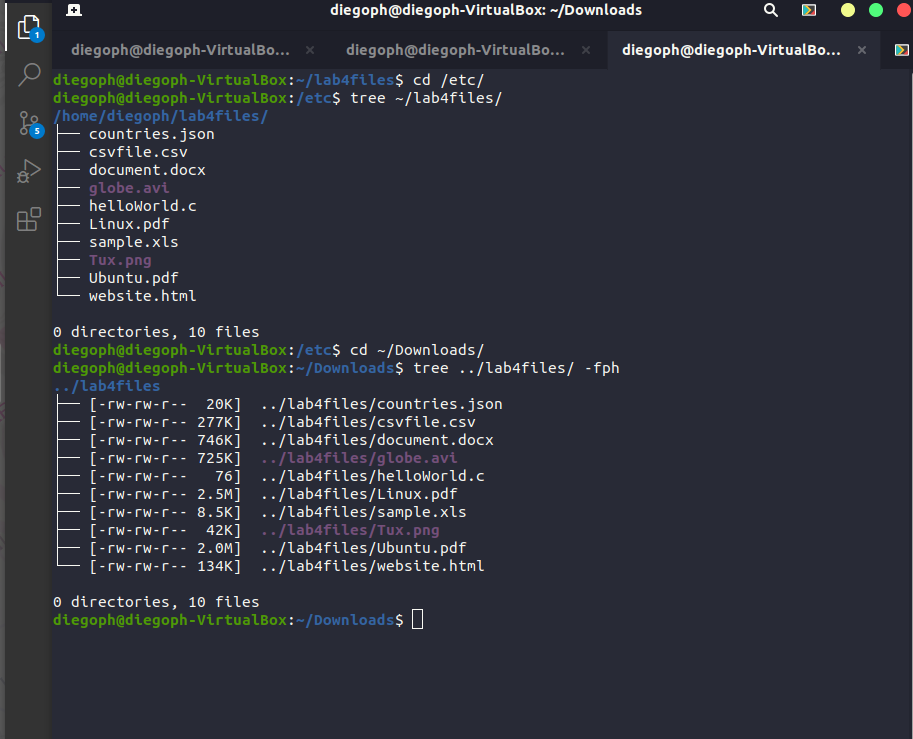 diegoph@diegoph-VirtualBox: ~/Downloads
1
diegoph@diegoph-VirtualBo... × diegoph@diegoph-VirtualBo... × diegoph@diegoph-VirtualBo... ×
5
diegoph@diegoph-VirtualBox:~/lab4files$ cd /etc/
diegoph@diegoph-VirtualBox:/etc$ tree ~/lab4files/
/home/diegoph/lab4files/
├── countries.json
├── csvfile.csv
├── document.docx
├── globe.avi
├── helloWorld.c
├── Linux.pdf
├── sample.xls
├── Tux.png
├── Ubuntu.pdf
└── website.html
0 directories, 10 files
diegoph@diegoph-VirtualBox:/etc$ cd ~/Downloads/
diegoph@diegoph-VirtualBox:~/Downloads$ tree ../lab4files/ -fph
../lab4files
├── [-rw-rw-r--  20K]  ../lab4files/countries.json
├── [-rw-rw-r-- 277K]  ../lab4files/csvfile.csv
├── [-rw-rw-r-- 746K]  ../lab4files/document.docx
├── [-rw-rw-r-- 725K]  ../lab4files/globe.avi
├── [-rw-rw-r--   76]  ../lab4files/helloWorld.c
├── [-rw-rw-r-- 2.5M]  ../lab4files/Linux.pdf
├── [-rw-rw-r-- 8.5K]  ../lab4files/sample.xls
├── [-rw-rw-r--  42K]  ../lab4files/Tux.png
├── [-rw-rw-r-- 2.0M]  ../lab4files/Ubuntu.pdf
└── [-rw-rw-r-- 134K]  ../lab4files/website.html
0 directories, 10 files
diegoph@diegoph-VirtualBox:~/Downloads$